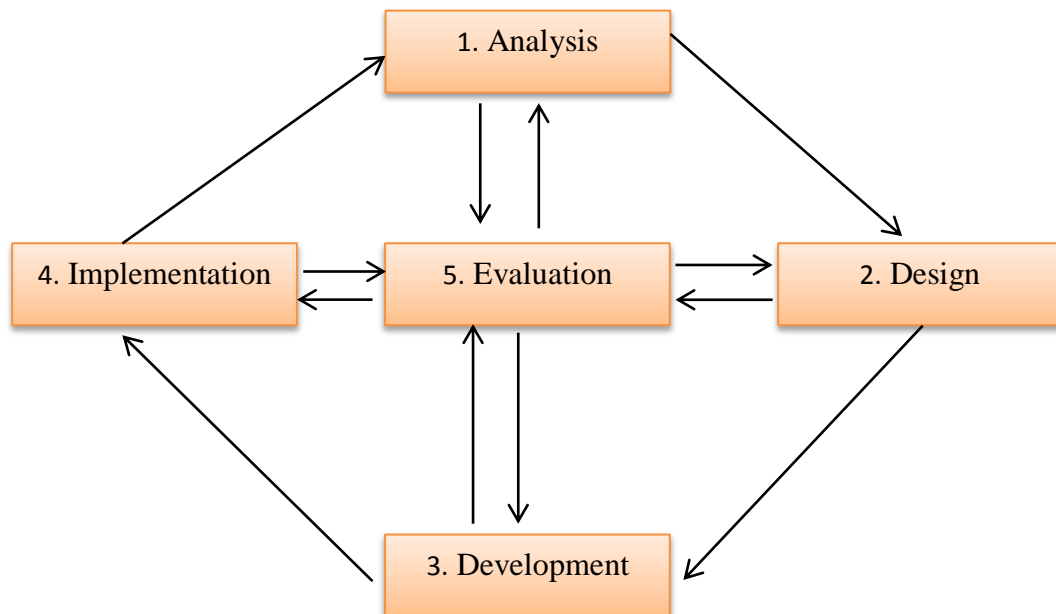 1. Analysis
4. Implementation
5. Evaluation
2. Design
3. Development